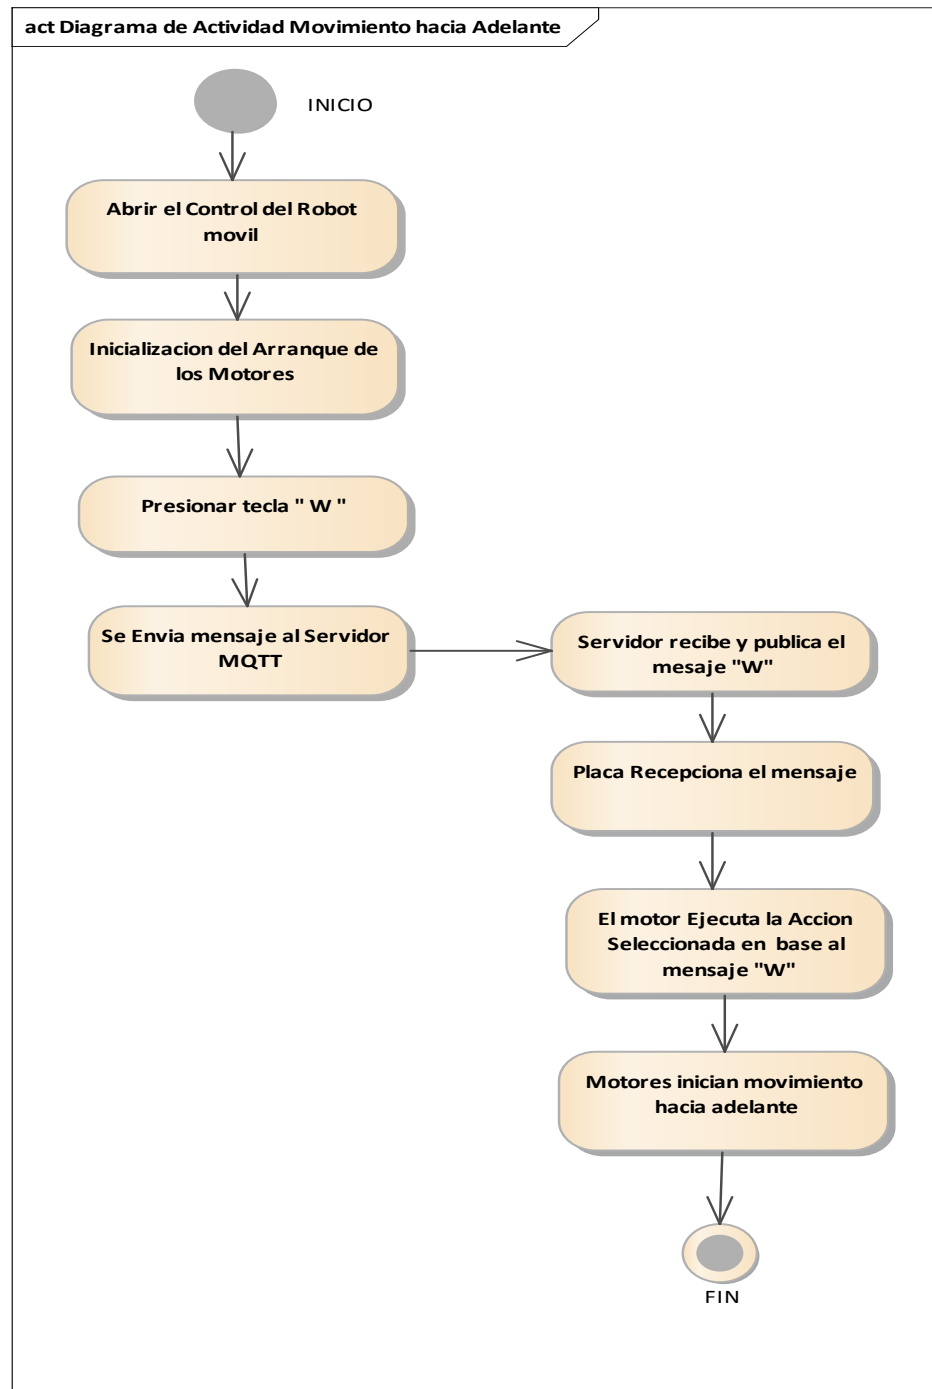 act Diagrama de Actividad Movimiento hacia Adelante
INICIO
Abrir el Control del Robot
movil
Inicializacion del Arranque de
los Motores
Presionar tecla " W "
Se Envia mensaje al Servidor
MQTT
Servidor recibe y publica el
mesaje "W"
Placa Recepciona el mensaje
El motor Ejecuta la Accion
Seleccionada en base al
mensaje "W"
Motores inician movimiento
hacia adelante
FIN